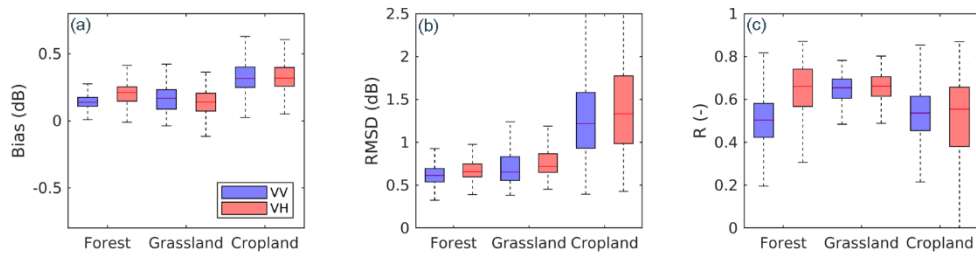 (a)
Bias (dB)
0.5
0
-0.5
VV
VH
Forest Grassland Cropland
(b)
RMSD (dB)
2.5
2
1.5
1
0.5
0
Forest Grassland Cropland
(c)
R (-)
1
0.8
0.6
0.4
0.2
0
Forest Grassland Cropland